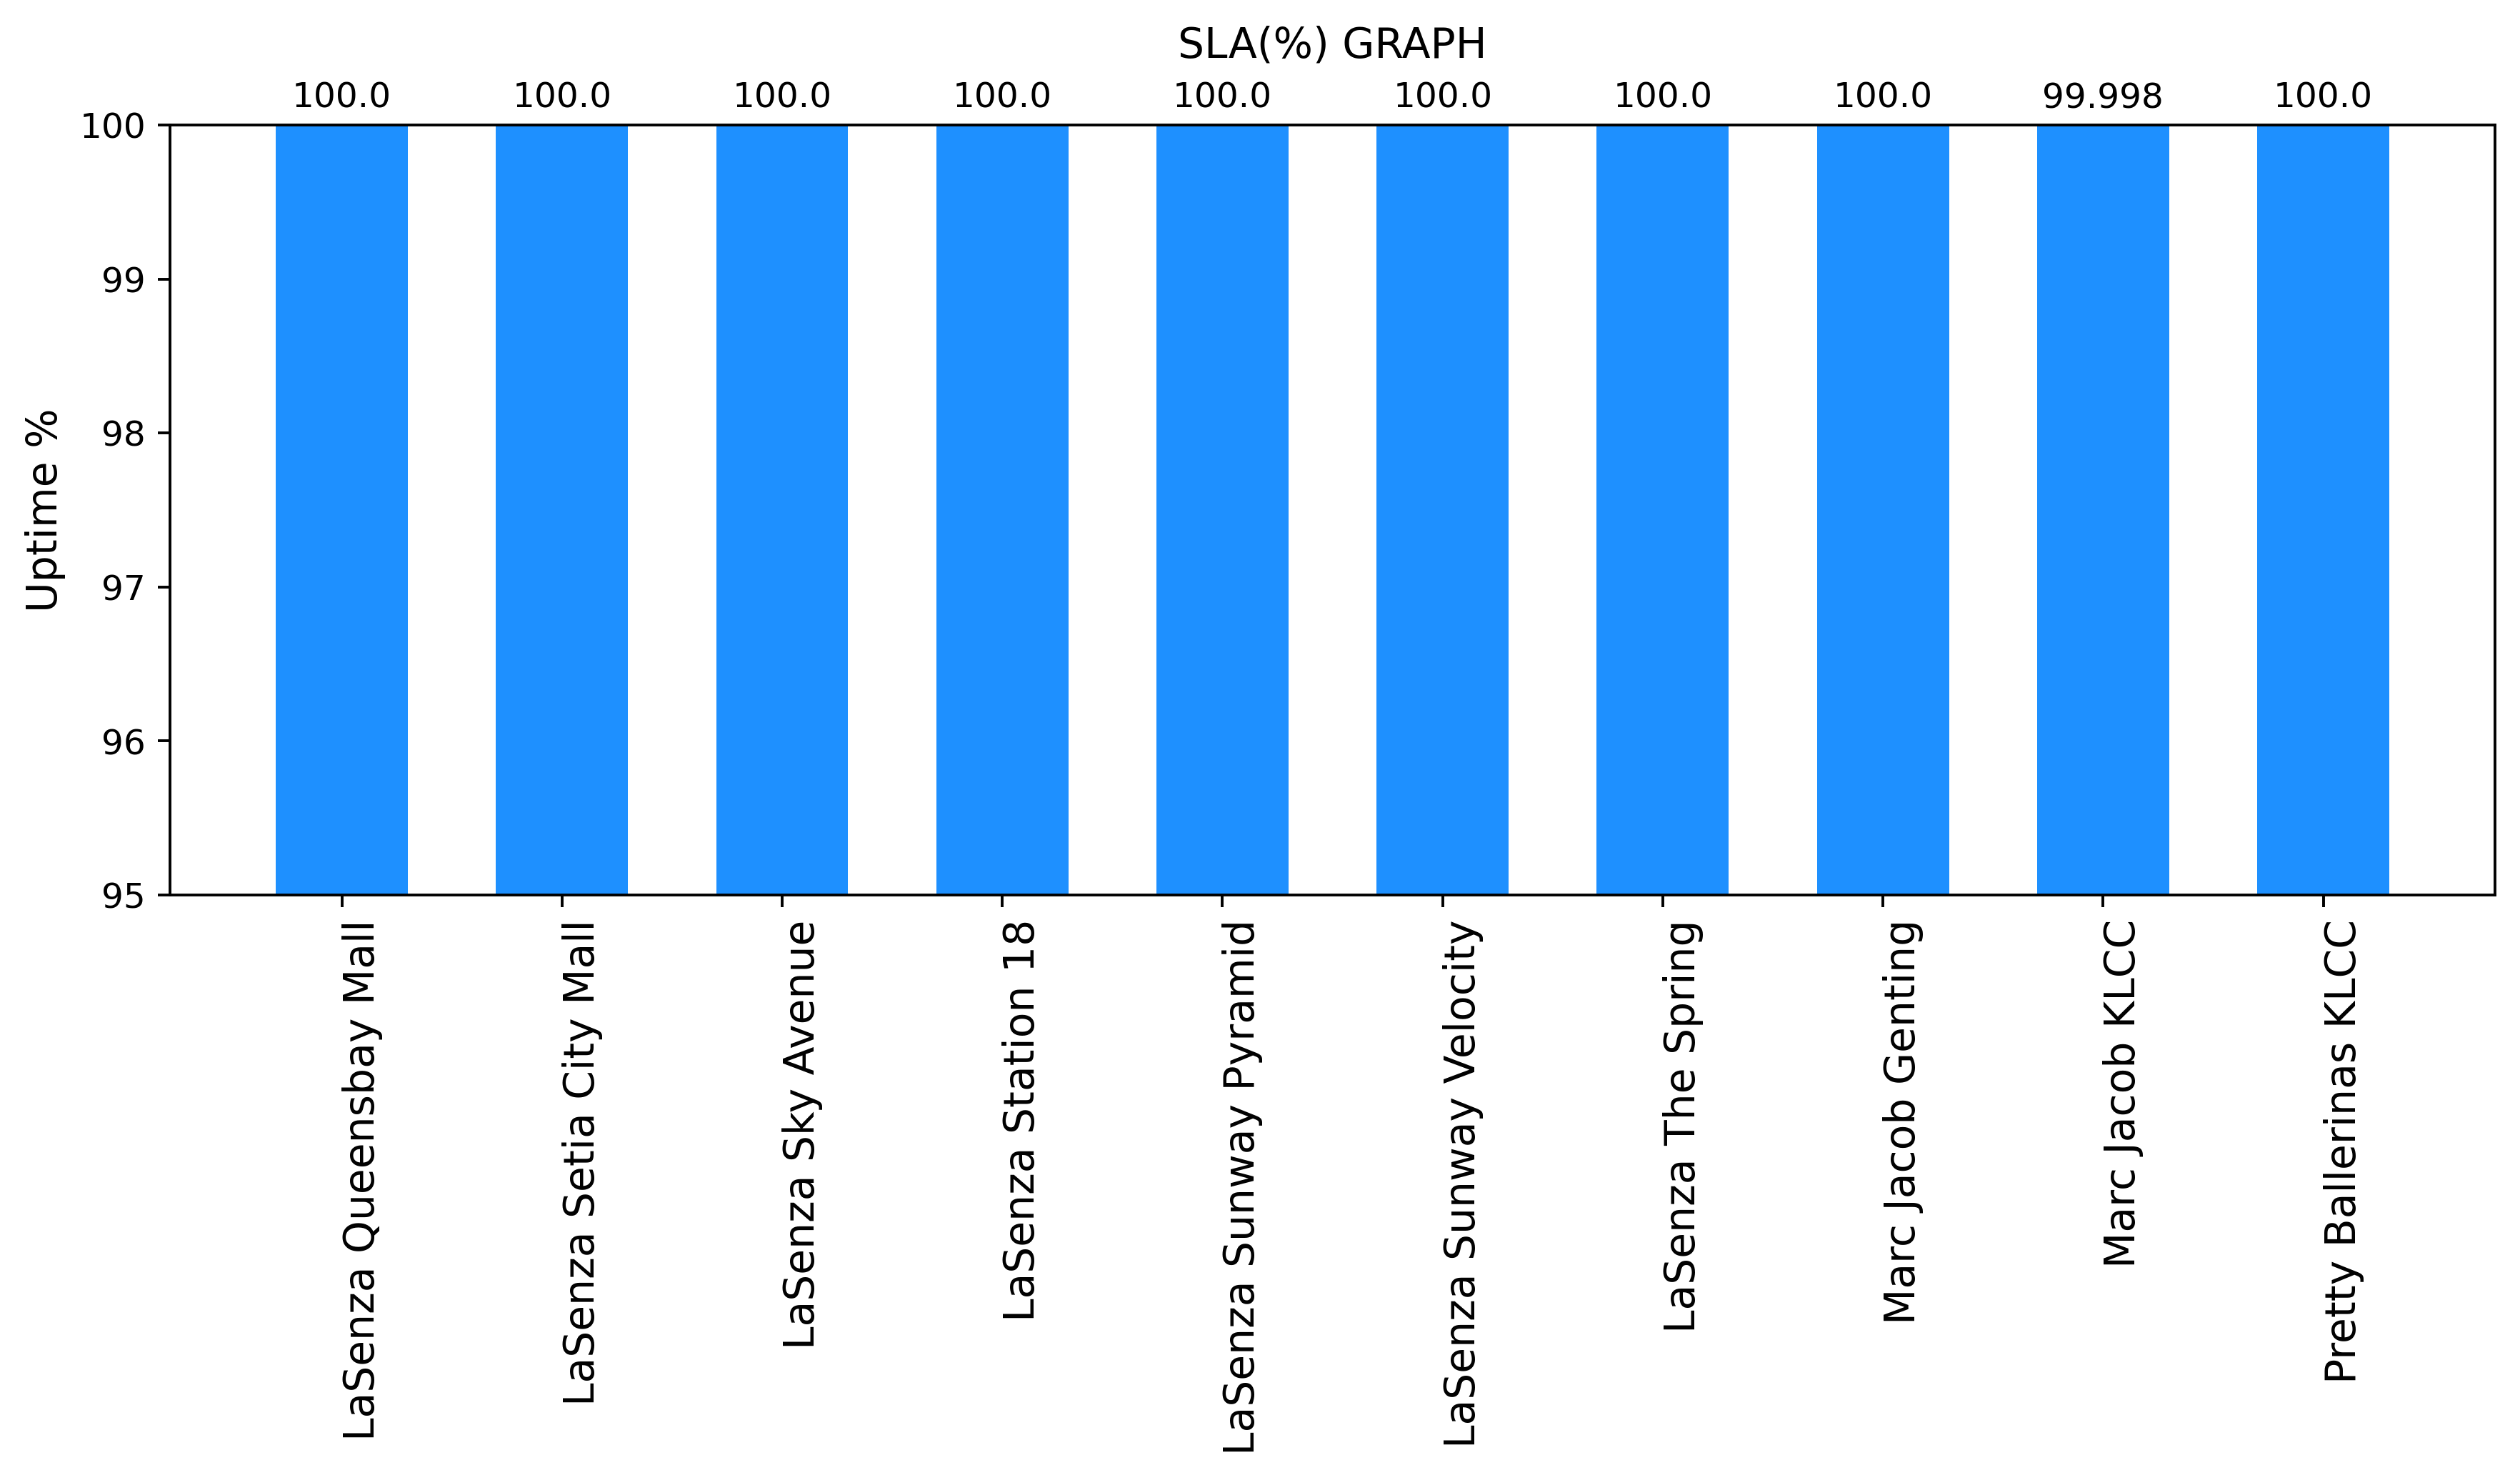 SLA(%) GRAPH
100.0 100.0 100.0 100.0 100.0 100.0 100.0 100.0 99.998 100.0
Uptime %
100
99
98
97
96
95
LaSenza Queensbay Mall
LaSenza Setia City Mall
LaSenza Sky Avenue
LaSenza Station 18
LaSenza Sunway Pyramid
LaSenza Sunway Velocity
LaSenza The Spring
Marc Jacob Genting
Marc Jacob KLCC
Pretty Ballerinas KLCC